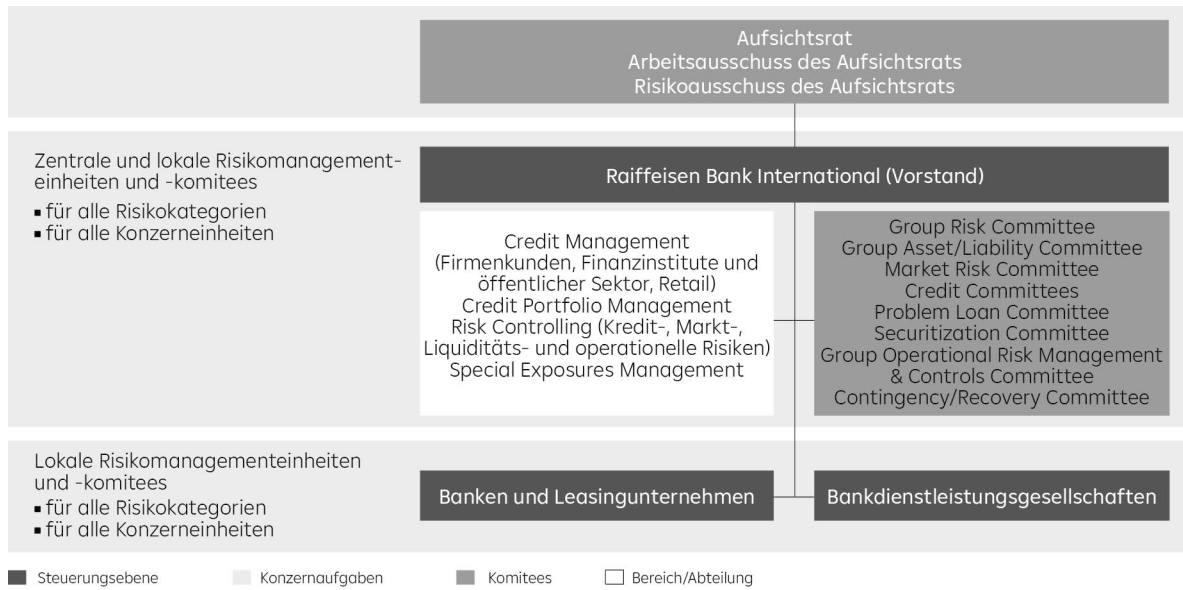 Aufsichtsrat
Arbeitsausschuss des Aufsichtsrats
Risikoausschuss des Aufsichtsrats
Zentrale und lokale Risikomanagement-
einheiten und -komitees
▪ für alle Risikokategorien
▪ für alle Konzerneinheiten
Raiffeisen Bank International (Vorstand)
Credit Management
(Firmenkunden, Finanzinstitute und
öffentlicher Sektor, Retail)
Credit Portfolio Management
Risk Controlling (Kredit-, Markt-,
Liquiditäts- und operationelle Risiken)
Special Exposures Management
Group Risk Committee
Group Asset/Liability Committee
Market Risk Committee
Credit Committees
Problem Loan Committee
Securitization Committee
Group Operational Risk Management
& Controls Committee
Contingency/Recovery Committee
Lokale Risikomanagementeinheiten
und -komitees
▪ für alle Risikokategorien
▪ für alle Konzerneinheiten
Banken und Leasingunternehmen
Bankdienstleistungsgesellschaften
Steuerungsebene
Konzernaufgaben
Komitees
Bereich/Abteilung